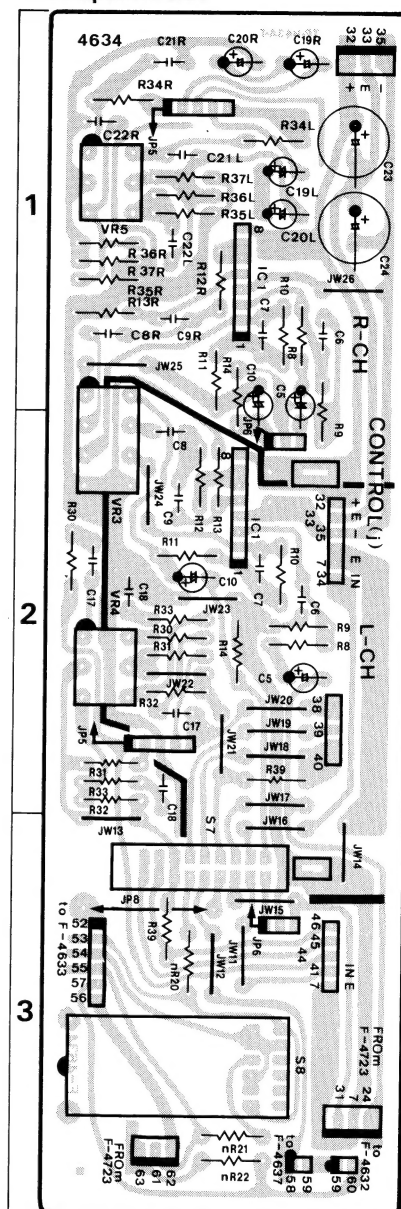 4634
C21R
C20R
C19R
32
33
35
+ E -
R34R
C22R
JP5
R34L
C23
C21L
R37L
R36L
R35L
C19L
C20L
C24
1
VR5
R36R
R37R
R35R
R13R
C22L
R12R
8
IC1
1
R10
JW26
C7
R8
C6
C8R
C9R
R-CH
JW25
R11
R14
C10
C5
JP6
R9
CONTROL(j)
C8
VR3
JW24
C9
R12
R13
8
IC1
1
32
33
35
7
34
+ E - E IN
R30
C17
R11
C10
C7
R10
C6
C18
JW23
2
VR4
R33
R30
R31
R14
R9
R8
L-CH
JW22
R32
C5
C17
JW20
JW19
JW18
38
39
40
JP5
JW21
R31
R33
R32
C18
R39
JW17
JW13
S7
JW16
JW14
JP8
JW15
JP6
to
F-4633
52
53
54
55
57
56
R39
nR20
JW12
JW11
46
45
44
41
7
IN E
3
S8
FROm
F-4723
31
7
24
FROm
F-4723
63
61
62
nR21
nR22
to
F-4637
58
59
to
F-4632
59
60